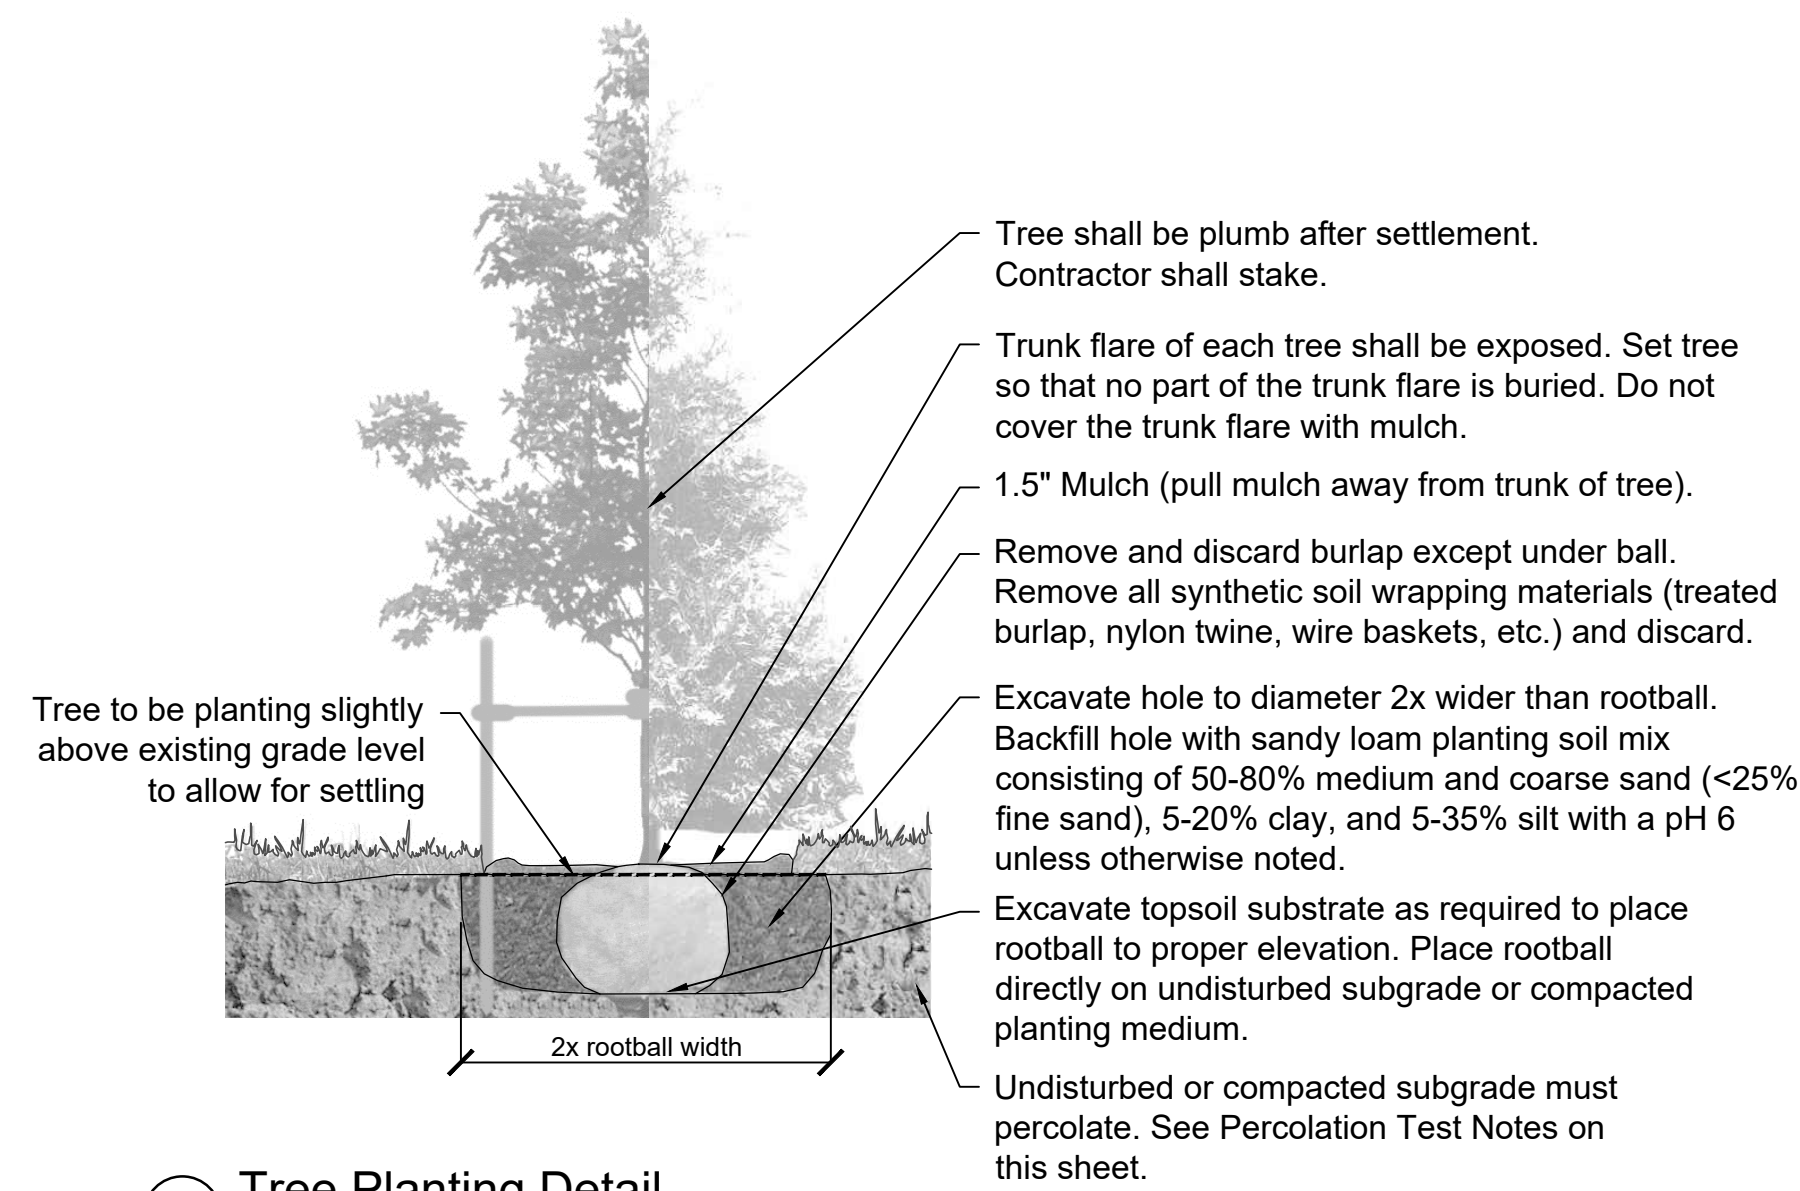 Tree shall be plumb after settlement.
Contractor shall stake.
Trunk flare of each tree shall be exposed. Set tree
so that no part of the trunk flare is buried. Do not
cover the trunk flare with mulch.
1.5" Mulch (pull mulch away from trunk of tree).
Remove and discard burlap except under ball.
Remove all synthetic soil wrapping materials (treated
burlap, nylon twine, wire baskets, etc.) and discard.
Tree to be planting slightly
above existing grade level
to allow for settling
Excavate hole to diameter 2x wider than rootball.
Backfill hole with sandy loam planting soil mix
consisting of 50-80% medium and coarse sand (<25%
fine sand), 5-20% clay, and 5-35% silt with a pH 6
unless otherwise noted.
Excavate topsoil substrate as required to place
rootball to proper elevation. Place rootball
directly on undisturbed subgrade or compacted
planting medium.
2x rootball width
Undisturbed or compacted subgrade must
percolate. See Percolation Test Notes on
this sheet.
Tree Planting Detail